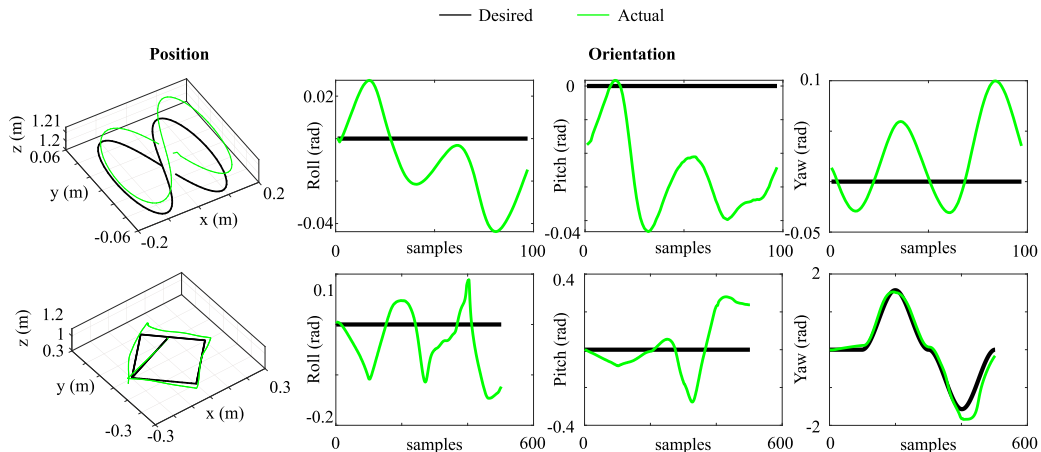 Desired Actual
Position Orientation
z (m)
1.21
1.2
0.06
y (m)
-0.06
-0.2
x (m)
0.2
Roll (rad)
0.02
-0.04
0
samples
100
Pitch (rad)
0
-0.04
0
samples
100
Yaw (rad)
0.1
-0.05
0
samples
100
z (m)
1.2
1
0.3
y (m)
-0.3
-0.3
x (m)
0.3
Roll (rad)
0.1
-0.2
0
samples
600
Pitch (rad)
0.4
-0.4
0
samples
600
Yaw (rad)
2
-2
0
samples
600